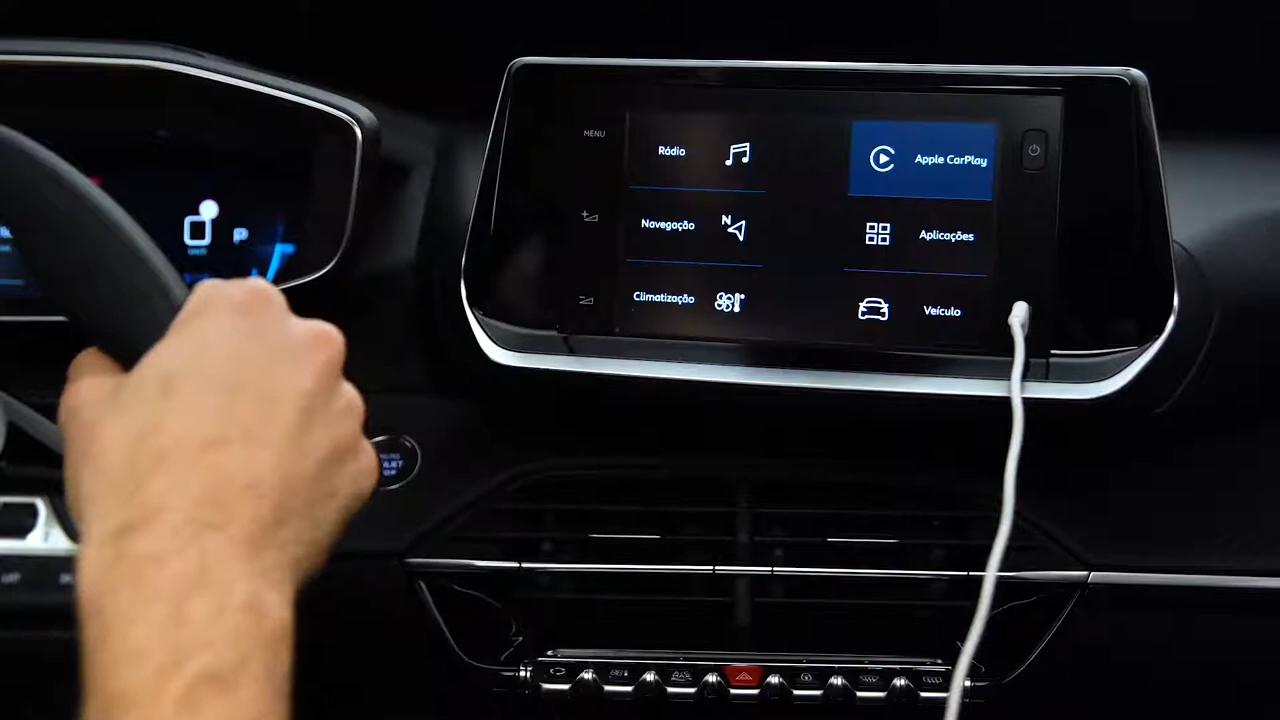 MENU
Rádio
Apple CarPlay
N
Navegação
Aplicações
P
Climatização
Veículo